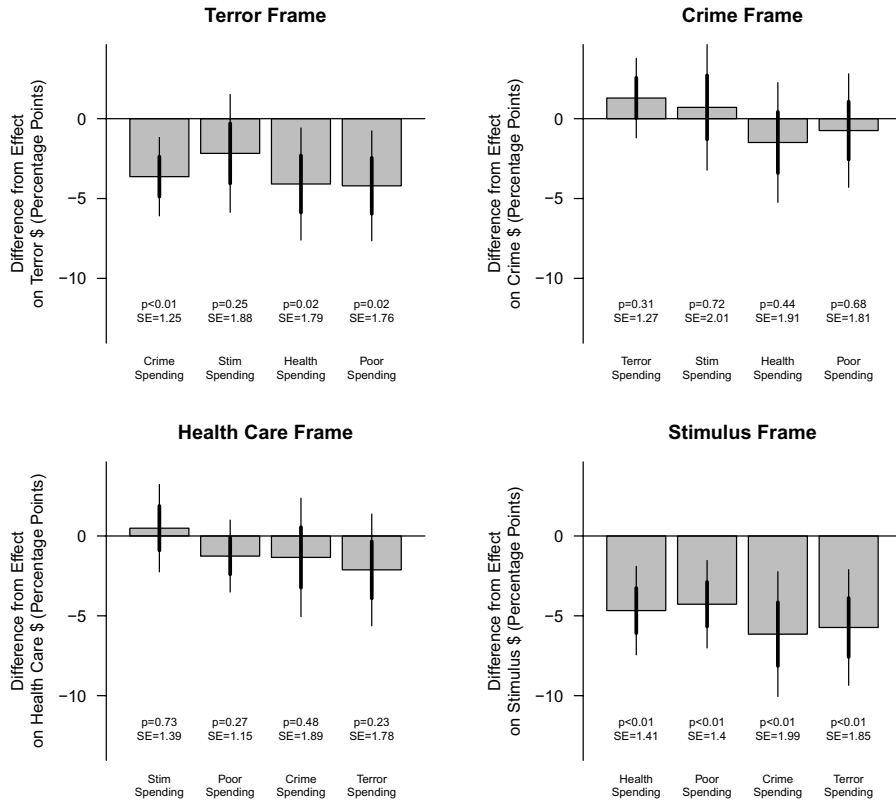 Terror Frame
Difference from Effect
on Terror $ (Percentage Points)
0
−5
−10
p<0.01 p=0.25 p=0.02 p=0.02
SE=1.25 SE=1.88 SE=1.79 SE=1.76
Crime Stim Health Poor
Spending Spending Spending Spending
Crime Frame
Difference from Effect
on Crime $ (Percentage Points)
0
−5
−10
p=0.31 p=0.72 p=0.44 p=0.68
SE=1.27 SE=2.01 SE=1.91 SE=1.81
Terror Stim Health Poor
Spending Spending Spending Spending
Health Care Frame
Difference from Effect
on Health Care $ (Percentage Points)
0
−5
−10
p=0.73 p=0.27 p=0.48 p=0.23
SE=1.39 SE=1.15 SE=1.89 SE=1.78
Stim Poor Crime Terror
Spending Spending Spending Spending
Stimulus Frame
Difference from Effect
on Stimulus $ (Percentage Points)
0
−5
−10
p<0.01 p<0.01 p<0.01 p<0.01
SE=1.41 SE=1.4 SE=1.99 SE=1.85
Health Poor Crime Terror
Spending Spending Spending Spending